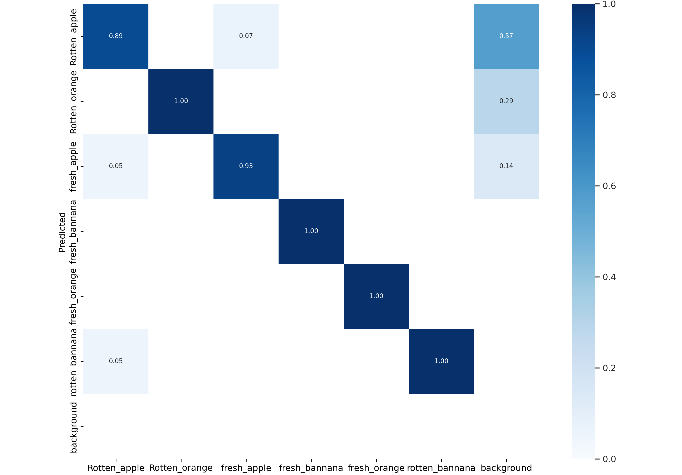 1.0
Rotten_apple
0.89
0.07
0.57
0.8
Rotten_orange
1.00
0.29
0.6
fresh_apple
0.05
0.93
0.14
Predicted
fresh_bannana
1.00
0.4
fresh_orange
1.00
rotten_bannana
0.05
1.00
0.2
background
0.0
Rotten_apple Rotten_orange fresh_apple fresh_bannana fresh_orange rotten_bannana background